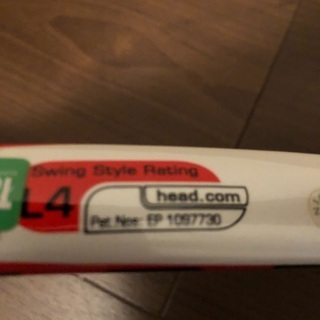 Swing Style Rating
L4
head.com
Pat. Nos: EP 1097730